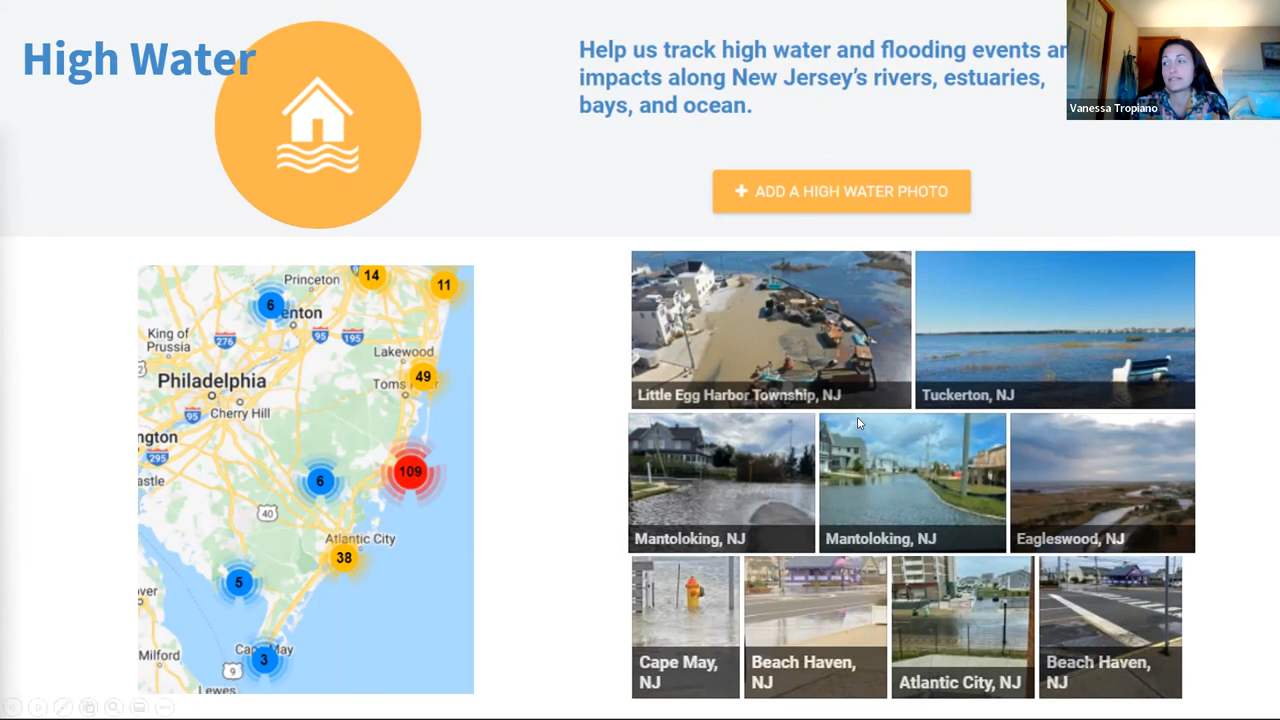 High Water
Help us track high water and flooding events ar
impacts along New Jersey's rivers, estuaries,
bays, and ocean.
Vanessa Tropiano
+ ADD A HIGH WATER PHOTO
Princeton
14
11
6
enton
King of
Prussia
276
95
195
Lakewood
Philadelphia
Toms
49
95
Cherry Hill
ngton
295
astle
109
6
40
Atlantic City
38
5
over
Cape May
3
Milford
9
Lewes
Little Egg Harbor Township, NJ
Tuckerton, NJ
Mantoloking, NJ
Mantoloking, NJ
Eagleswood, NJ
Cape May,
NJ
Beach Haven,
NJ
Atlantic City, NJ
Beach Haven,
NJ